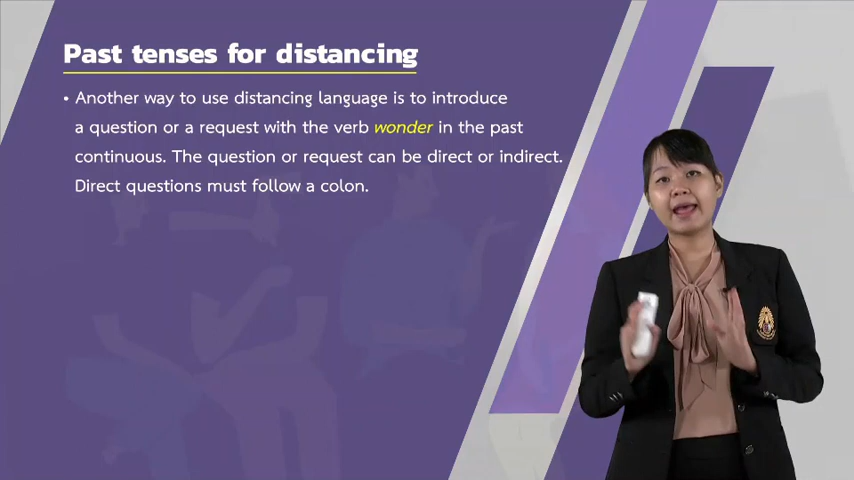 Past tenses for distancing
• Another way to use distancing language is to introduce
a question or a request with the verb wonder in the past
continuous. The question or request can be direct or indirect.
Direct questions must follow a colon.